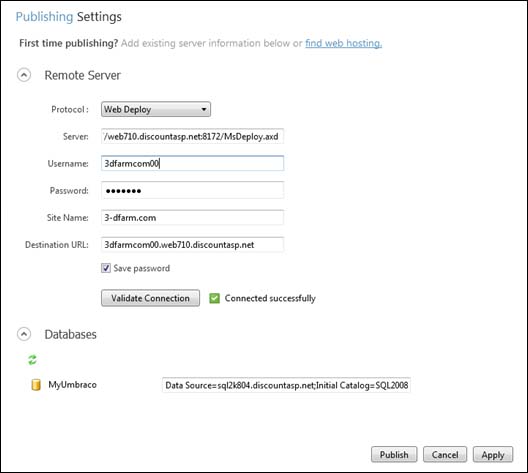 Publishing Settings
First time publishing? Add existing server information below or find web hosting.
Remote Server
Protocol : Web Deploy
Server: /web710.discountasp.net:8172/MsDeploy.axd
Username: 3dfarmcom00
Password: •••••••
Site Name: 3-dfarm.com
Destination URL: 3dfarmcom00.web710.discountasp.net
Save password
Validate Connection Connected successfully
Databases
MyUmbraco Data Source=sql2k804.discountasp.net;Initial Catalog=SQL2008
Publish Cancel Apply